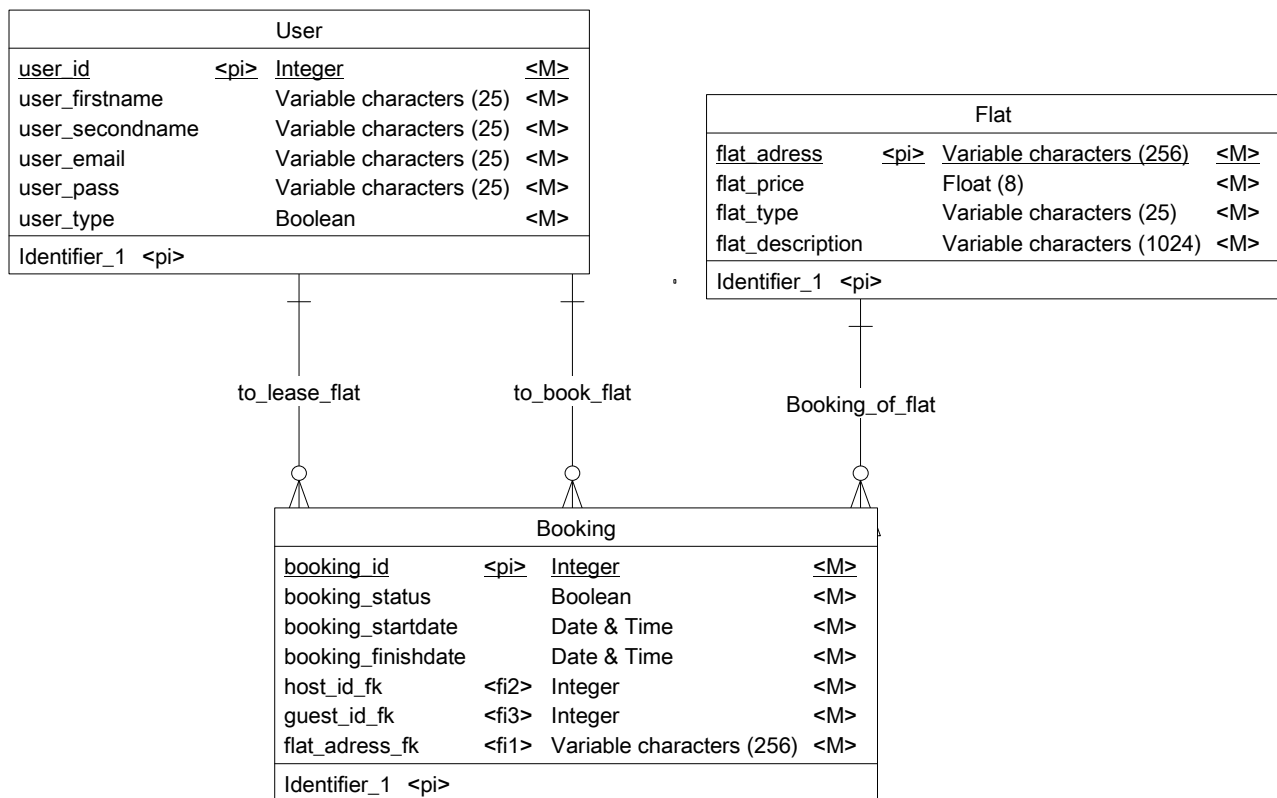 User
user_id <pi> Integer <M>
user_firstname Variable characters (25) <M>
user_secondname Variable characters (25) <M>
user_email Variable characters (25) <M>
user_pass Variable characters (25) <M>
user_type Boolean <M>
Identifier_1 <pi>
Flat
flat_adress <pi> Variable characters (256) <M>
flat_price Float (8) <M>
flat_type Variable characters (25) <M>
flat_description Variable characters (1024) <M>
Identifier_1 <pi>
to_lease_flat
to_book_flat
Booking_of_flat
Booking
booking_id <pi> Integer <M>
booking_status Boolean <M>
booking_startdate Date & Time <M>
booking_finishdate Date & Time <M>
host_id_fk <fi2> Integer <M>
guest_id_fk <fi3> Integer <M>
flat_adress_fk <fi1> Variable characters (256) <M>
Identifier_1 <pi>